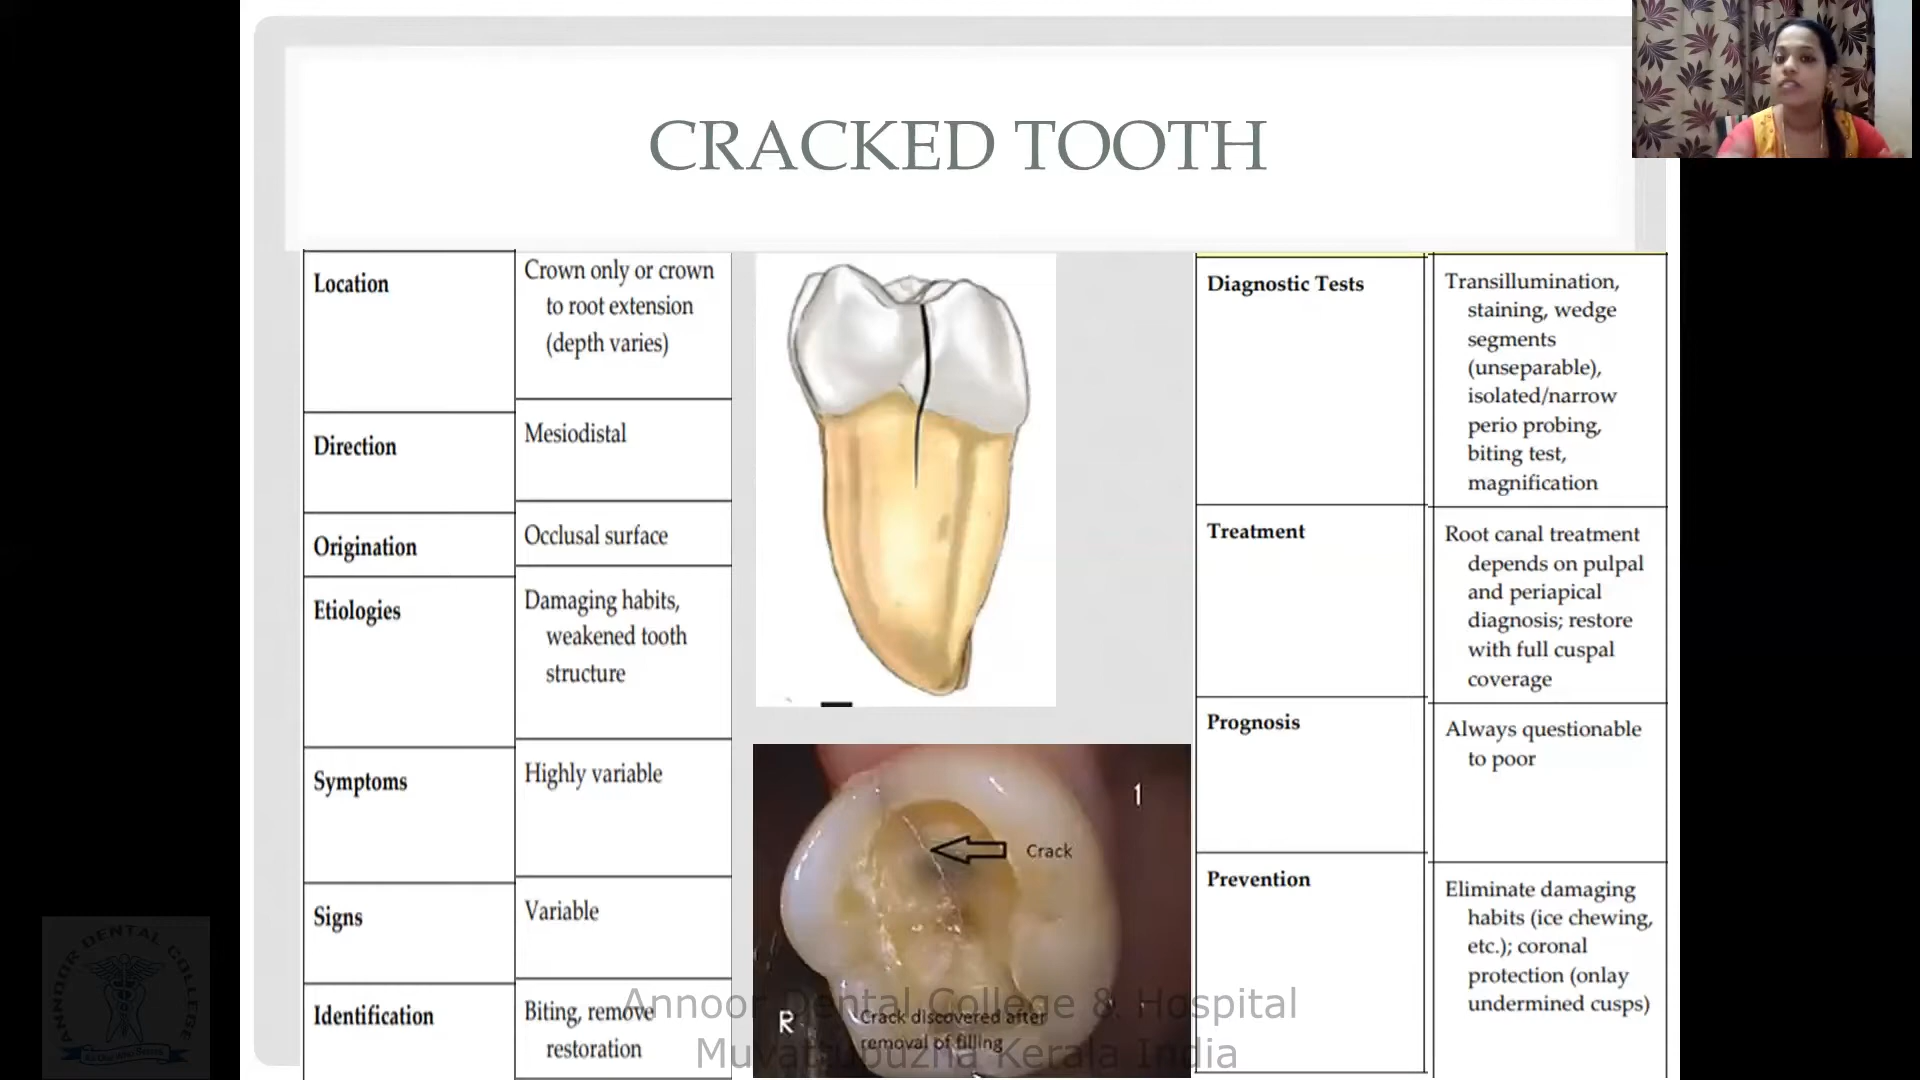 CRACKED TOOTH
Location
Crown only or crown
to root extension
(depth varies)
Direction
Mesiodistal
Origination
Occlusal surface
Etiologies
Damaging habits,
weakened tooth
structure
Symptoms
Highly variable
Signs
Variable
Identification
Biting, remove
restoration
1
Crack
R
Crack discovered after
removal of filling
Diagnostic Tests
Transillumination,
staining, wedge
segments
(unseparable),
isolated/narrow
perio probing,
biting test,
magnification
Treatment
Root canal treatment
depends on pulpal
and periapical
diagnosis; restore
with full cuspal
coverage
Prognosis
Always questionable
to poor
Prevention
Eliminate damaging
habits (ice chewing,
etc.); coronal
protection (onlay
undermined cusps)
Annoor Dental College & Hospital
Muvattupuzha Kerala India
ANNOOR DENTAL COLLEGE